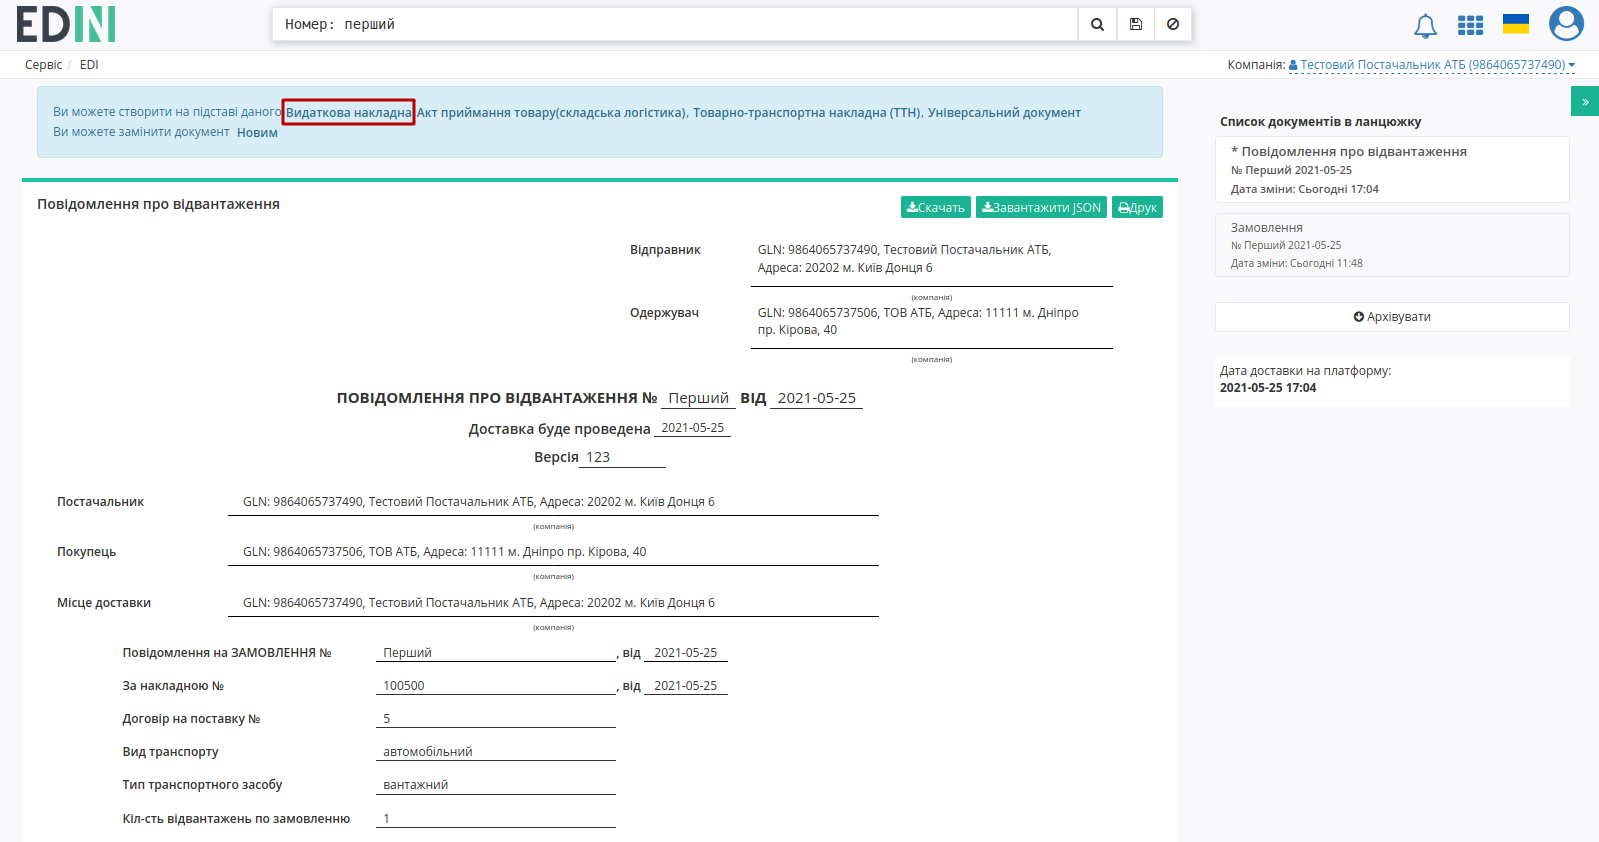 EDIN
Номер: перший
Сервіс / EDI
Компанія: Тестовий Постачальник АТБ (9864065737490)
Ви можете створити на підставі даного Видаткова накладна, Акт приймання товару(складська логістика), Товарно-транспортна накладна (ТТН), Універсальний документ
Ви можете замінити документ Новим
»
Повідомлення про відвантаження
Скачать Завантажити JSON Друк
Відправник GLN: 9864065737490, Тестовий Постачальник АТБ,
Адреса: 20202 м. Київ Донця 6
(компанія)
Одержувач GLN: 9864065737506, ТОВ АТБ, Адреса: 11111 м. Дніпро
пр. Кірова, 40
(компанія)
ПОВІДОМЛЕННЯ ПРО ВІДВАНТАЖЕННЯ № Перший ВІД 2021-05-25
Доставка буде проведена 2021-05-25
Версія 123
Постачальник GLN: 9864065737490, Тестовий Постачальник АТБ, Адреса: 20202 м. Київ Донця 6
(компанія)
Покупець GLN: 9864065737506, ТОВ АТБ, Адреса: 11111 м. Дніпро пр. Кірова, 40
(компанія)
Місце доставки GLN: 9864065737490, Тестовий Постачальник АТБ, Адреса: 20202 м. Київ Донця 6
(компанія)
Повідомлення на ЗАМОВЛЕННЯ № Перший , від 2021-05-25
За накладною № 100500 , від 2021-05-25
Договір на поставку № 5
Вид транспорту автомобільний
Тип транспортного засобу вантажний
Кіл-сть відвантажень по замовленню 1
Список документів в ланцюжку
* Повідомлення про відвантаження
№ Перший 2021-05-25
Дата зміни: Сьогодні 17:04
Замовлення
№ Перший 2021-05-25
Дата зміни: Сьогодні 11:48
Архівувати
Дата доставки на платформу:
2021-05-25 17:04